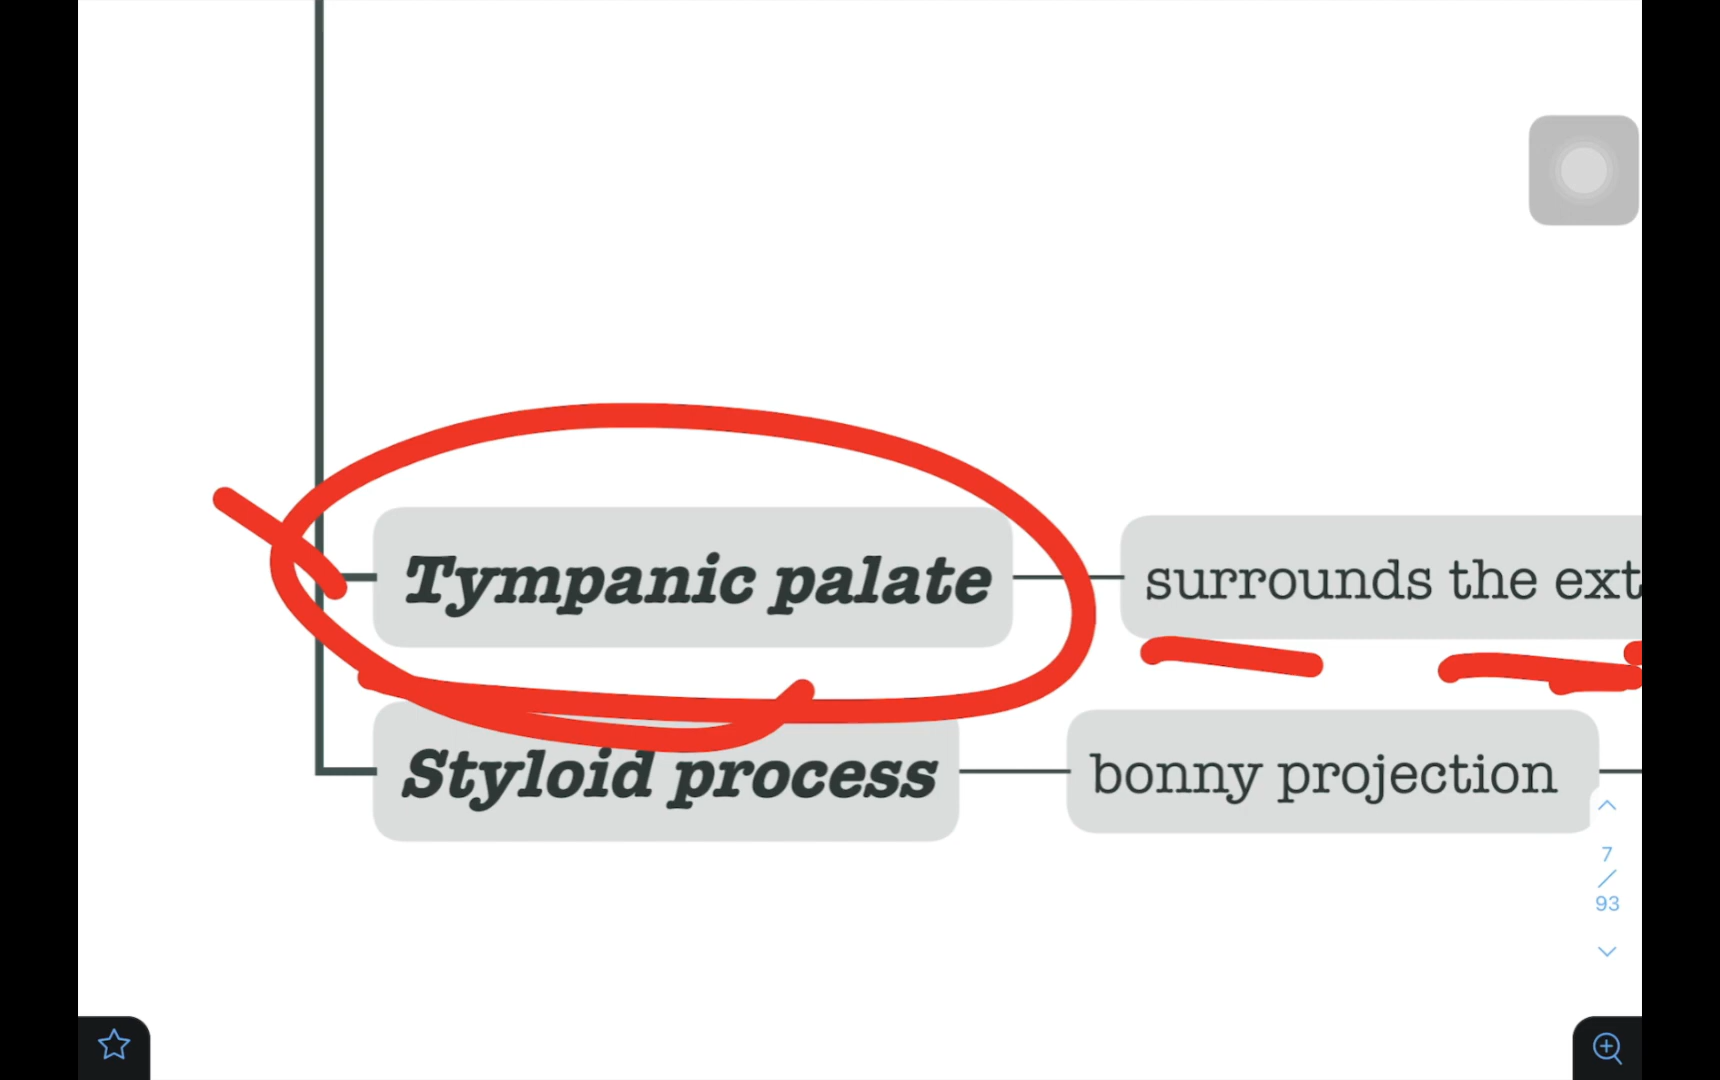 Tympanic palate
surrounds the ext
Styloid process
bonny projection
7
/
93